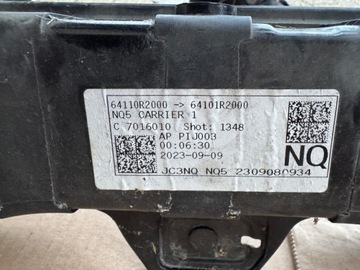 64110R2000 -> 64101R2000
NQ5 CARRIER 1
C 7016010 Shot: 1348
AP PIJ003
00:06:30
2023-09-09
NQ
JC3NQ NQ5 2309080934